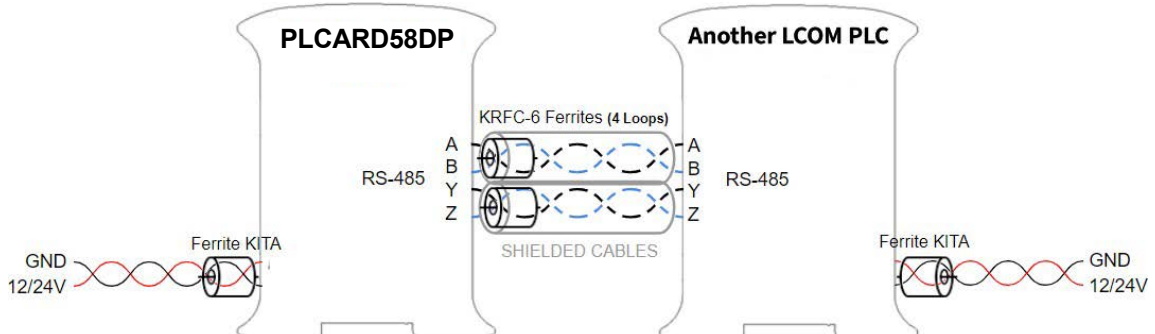 PLCARD58DP
Another LCOM PLC
KRFC-6 Ferrites (4 Loops)
A
B
Y
Z
RS-485
A
B
Y
Z
RS-485
SHIELDED CABLES
Ferrite KITA
GND
12/24V
Ferrite KITA
GND
12/24V